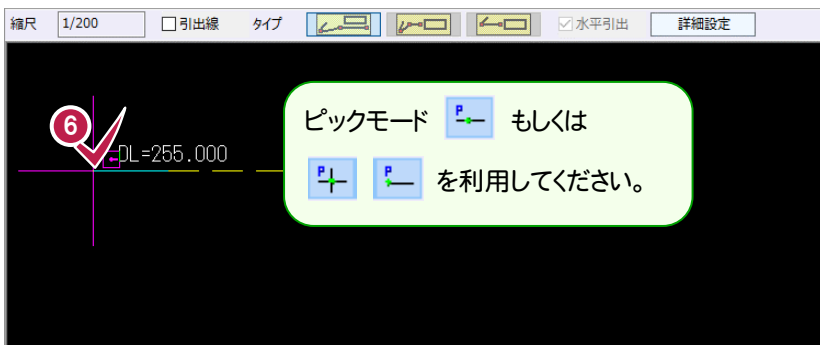 縮尺 1/200 引出線 タイプ 水平引出 詳細設定
ピックモード P もしくは
6
DL=255.000
P P を利用してください。